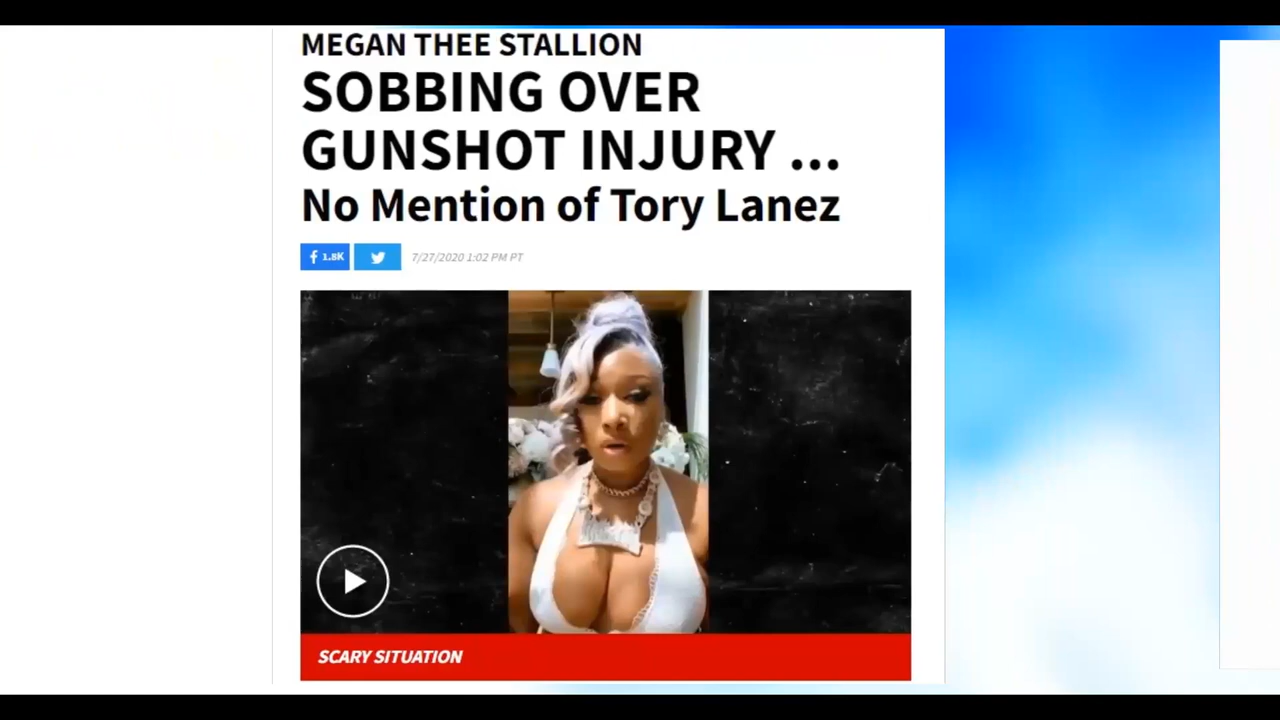 MEGAN THEE STALLION
SOBBING OVER
GUNSHOT INJURY ...
No Mention of Tory Lanez
1.8K
7/27/2020 1:02 PM PT
SCARY SITUATION